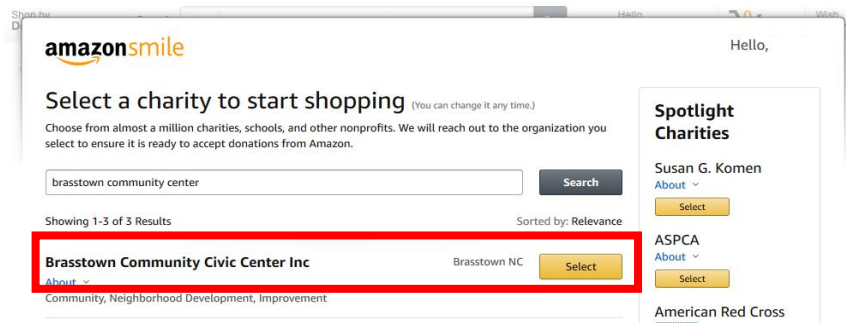 Shop by
Hello
Wish
amazonsmile
Hello,
Select a charity to start shopping (You can change it any time.)
Choose from almost a million charities, schools, and other nonprofits. We will reach out to the organization you
select to ensure it is ready to accept donations from Amazon.
brasstown community center
Search
Showing 1-3 of 3 Results
Sorted by: Relevance
Brasstown Community Civic Center Inc
Brasstown NC
Select
About
Community, Neighborhood Development, Improvement
Spotlight
Charities
Susan G. Komen
About
Select
ASPCA
About
Select
American Red Cross